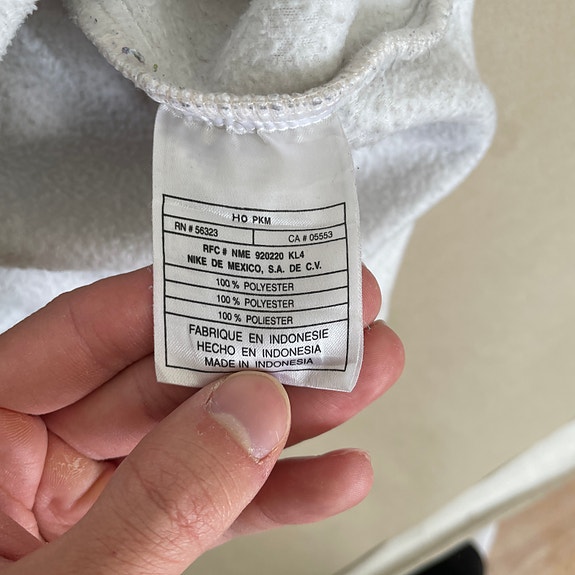 HO PKM
RN # 56323 CA # 05553
RFC # NME 920220 KL4
NIKE DE MEXICO, S.A. DE C.V.
100 % POLYESTER
100 % POLYESTER
100 % POLIESTER
FABRIQUE EN INDONESIE
HECHO EN INDONESIA
MADE IN INDONESIA